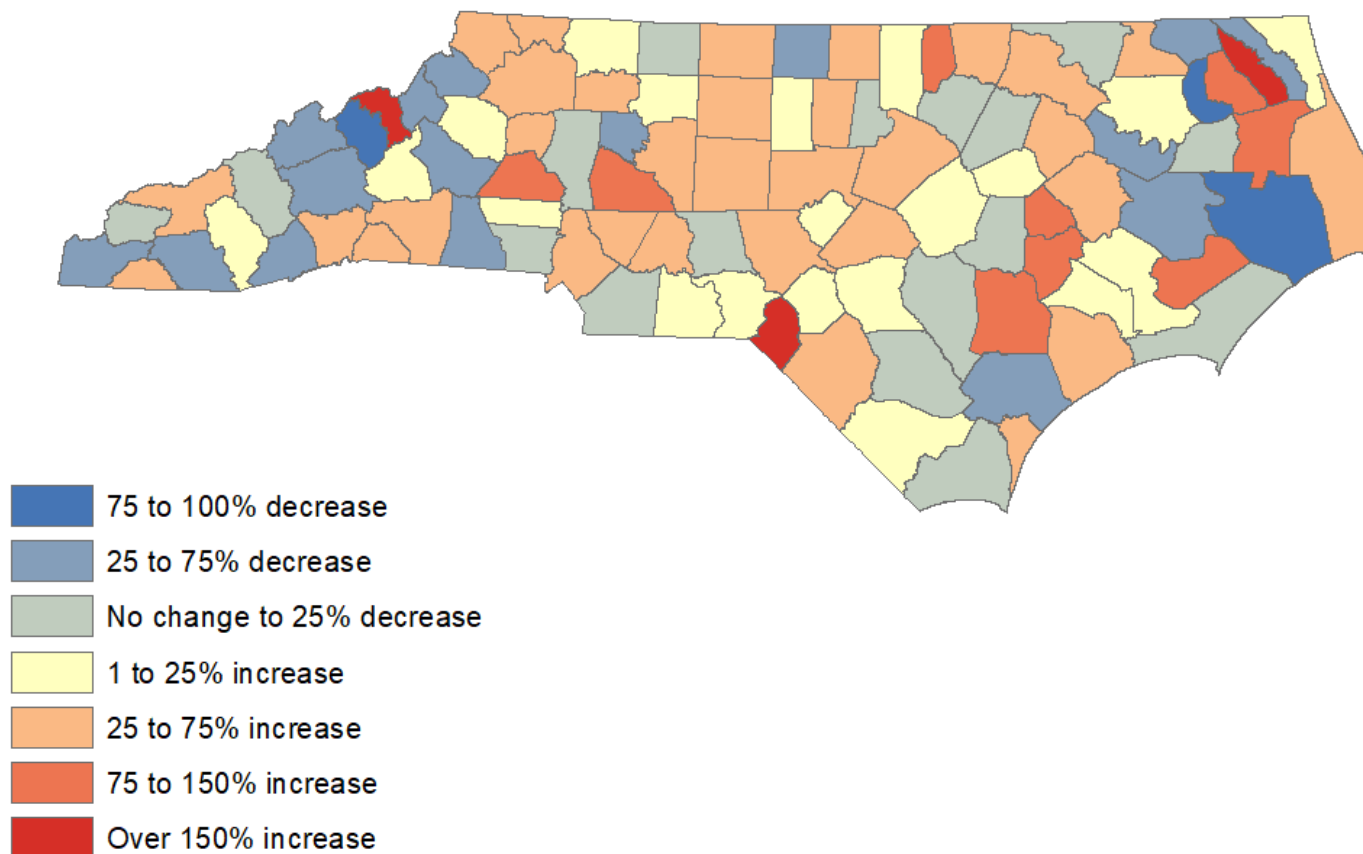 75 to 100% decrease
25 to 75% decrease
No change to 25% decrease
1 to 25% increase
25 to 75% increase
75 to 150% increase
Over 150% increase